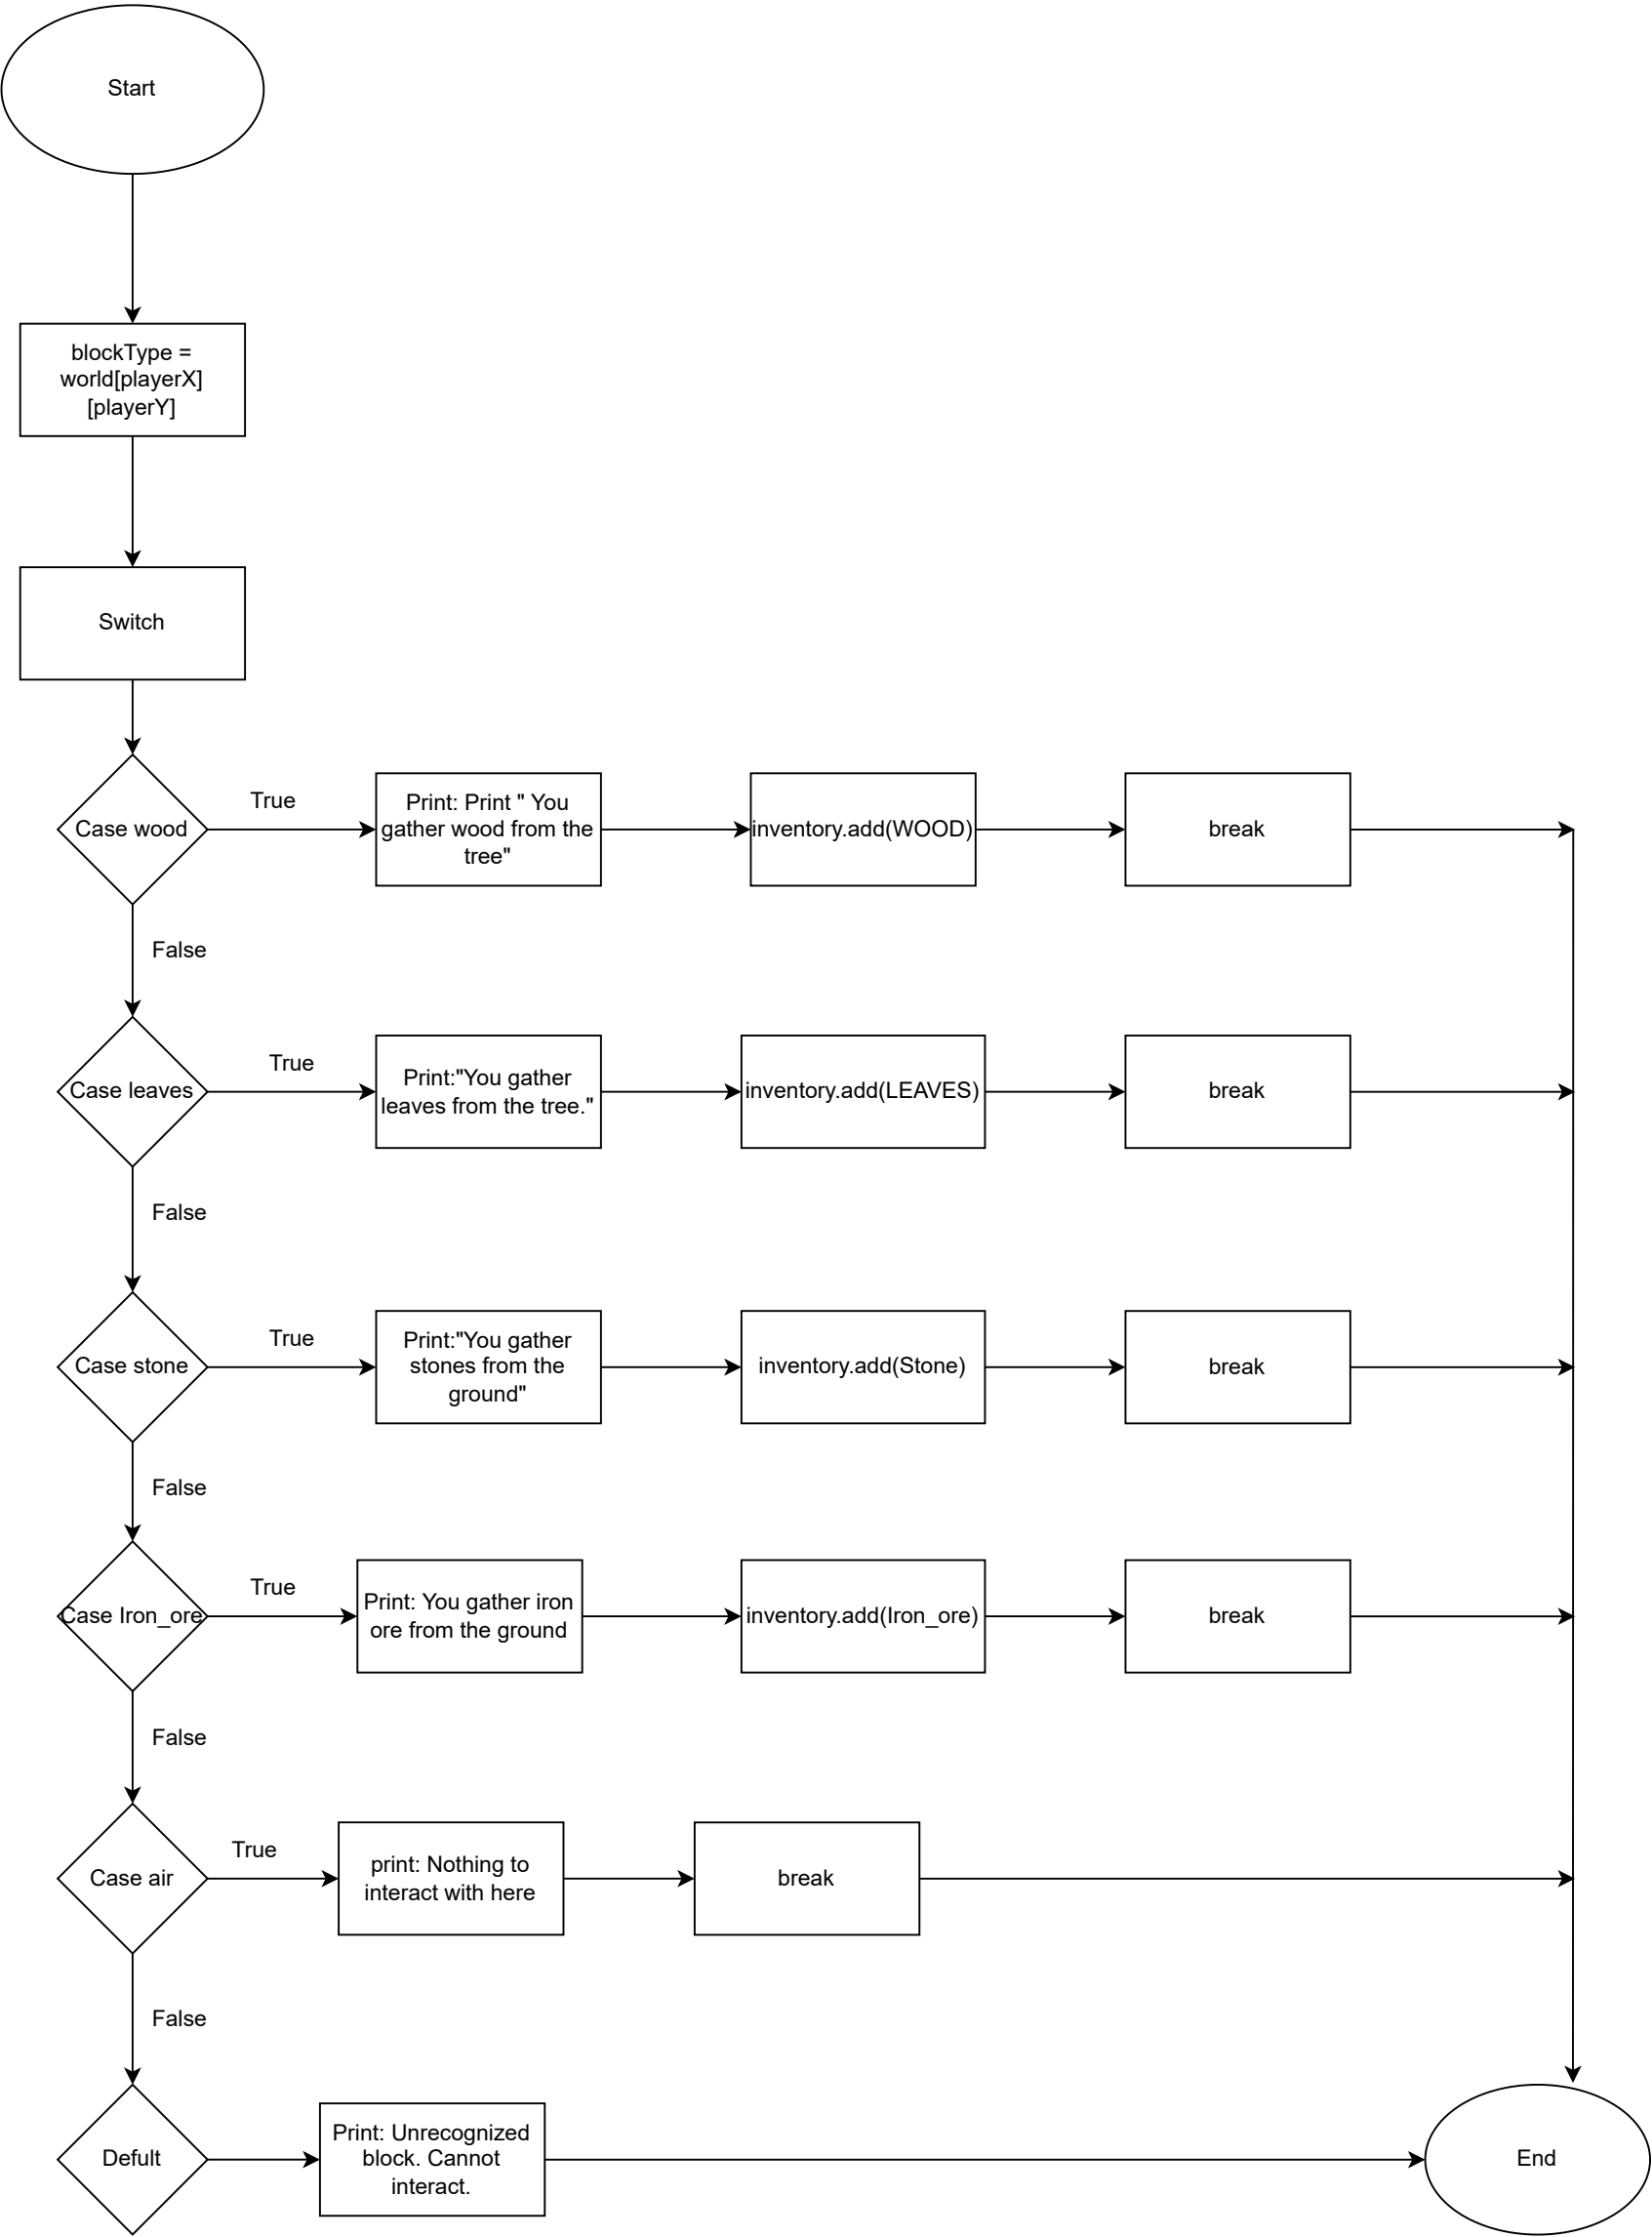 Start
blockType =
world[playerX]
[playerY]
Switch
Case wood
True
Print: Print " You
gather wood from the
tree"
inventory.add(WOOD)
break
False
Case leaves
True
Print:"You gather
leaves from the tree."
inventory.add(LEAVES)
break
False
Case stone
True
Print:"You gather
stones from the
ground"
inventory.add(Stone)
break
False
Case Iron_ore
True
Print: You gather iron
ore from the ground
inventory.add(Iron_ore)
break
False
Case air
True
print: Nothing to
interact with here
break
False
Defult
Print: Unrecognized
block. Cannot
interact.
End